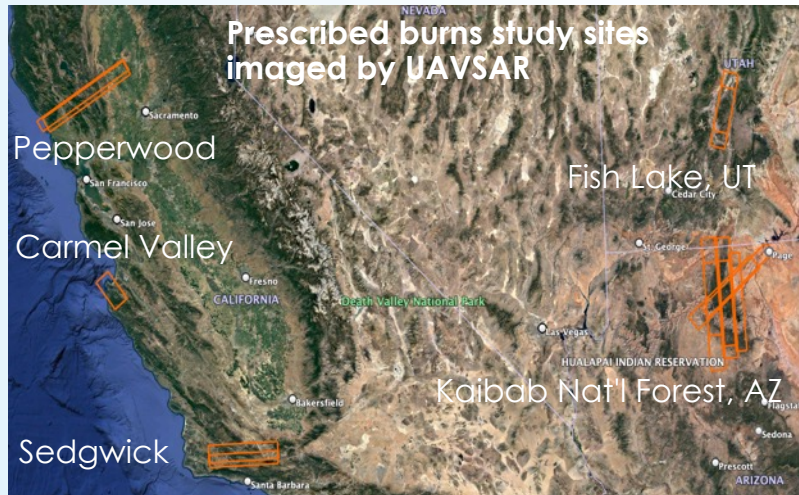 NEVADA
Prescribed burns study sites
imaged by UAVSAR
UTAH
Sacramento
Pepperwood
Fish Lake, UT
San Francisco
Cedar City
San Jose
Carmel Valley
St. George
Page
Fresno
CALIFORNIA
Death Valley National Park
Las Vegas
HUALAPAI INDIAN RESERVATION
Kaibab Nat'l Forest, AZ
Bakersfield
Flagsta
Sedona
Sedgwick
Prescott
Santa Barbara
ARIZONA